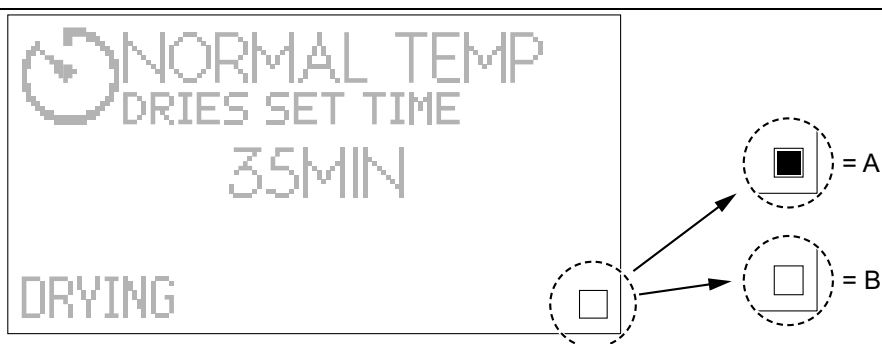 NORMAL TEMP
DRIES SET TIME
35MIN
= A
= B
DRYING